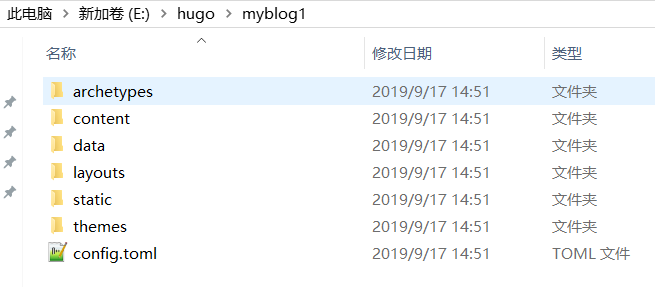 此电脑 > 新加卷 (E:) > hugo > myblog1
名称 修改日期 类型
archetypes 2019/9/17 14:51 文件夹
content 2019/9/17 14:51 文件夹
data 2019/9/17 14:51 文件夹
layouts 2019/9/17 14:51 文件夹
static 2019/9/17 14:51 文件夹
themes 2019/9/17 14:51 文件夹
config.toml 2019/9/17 14:51 TOML 文件